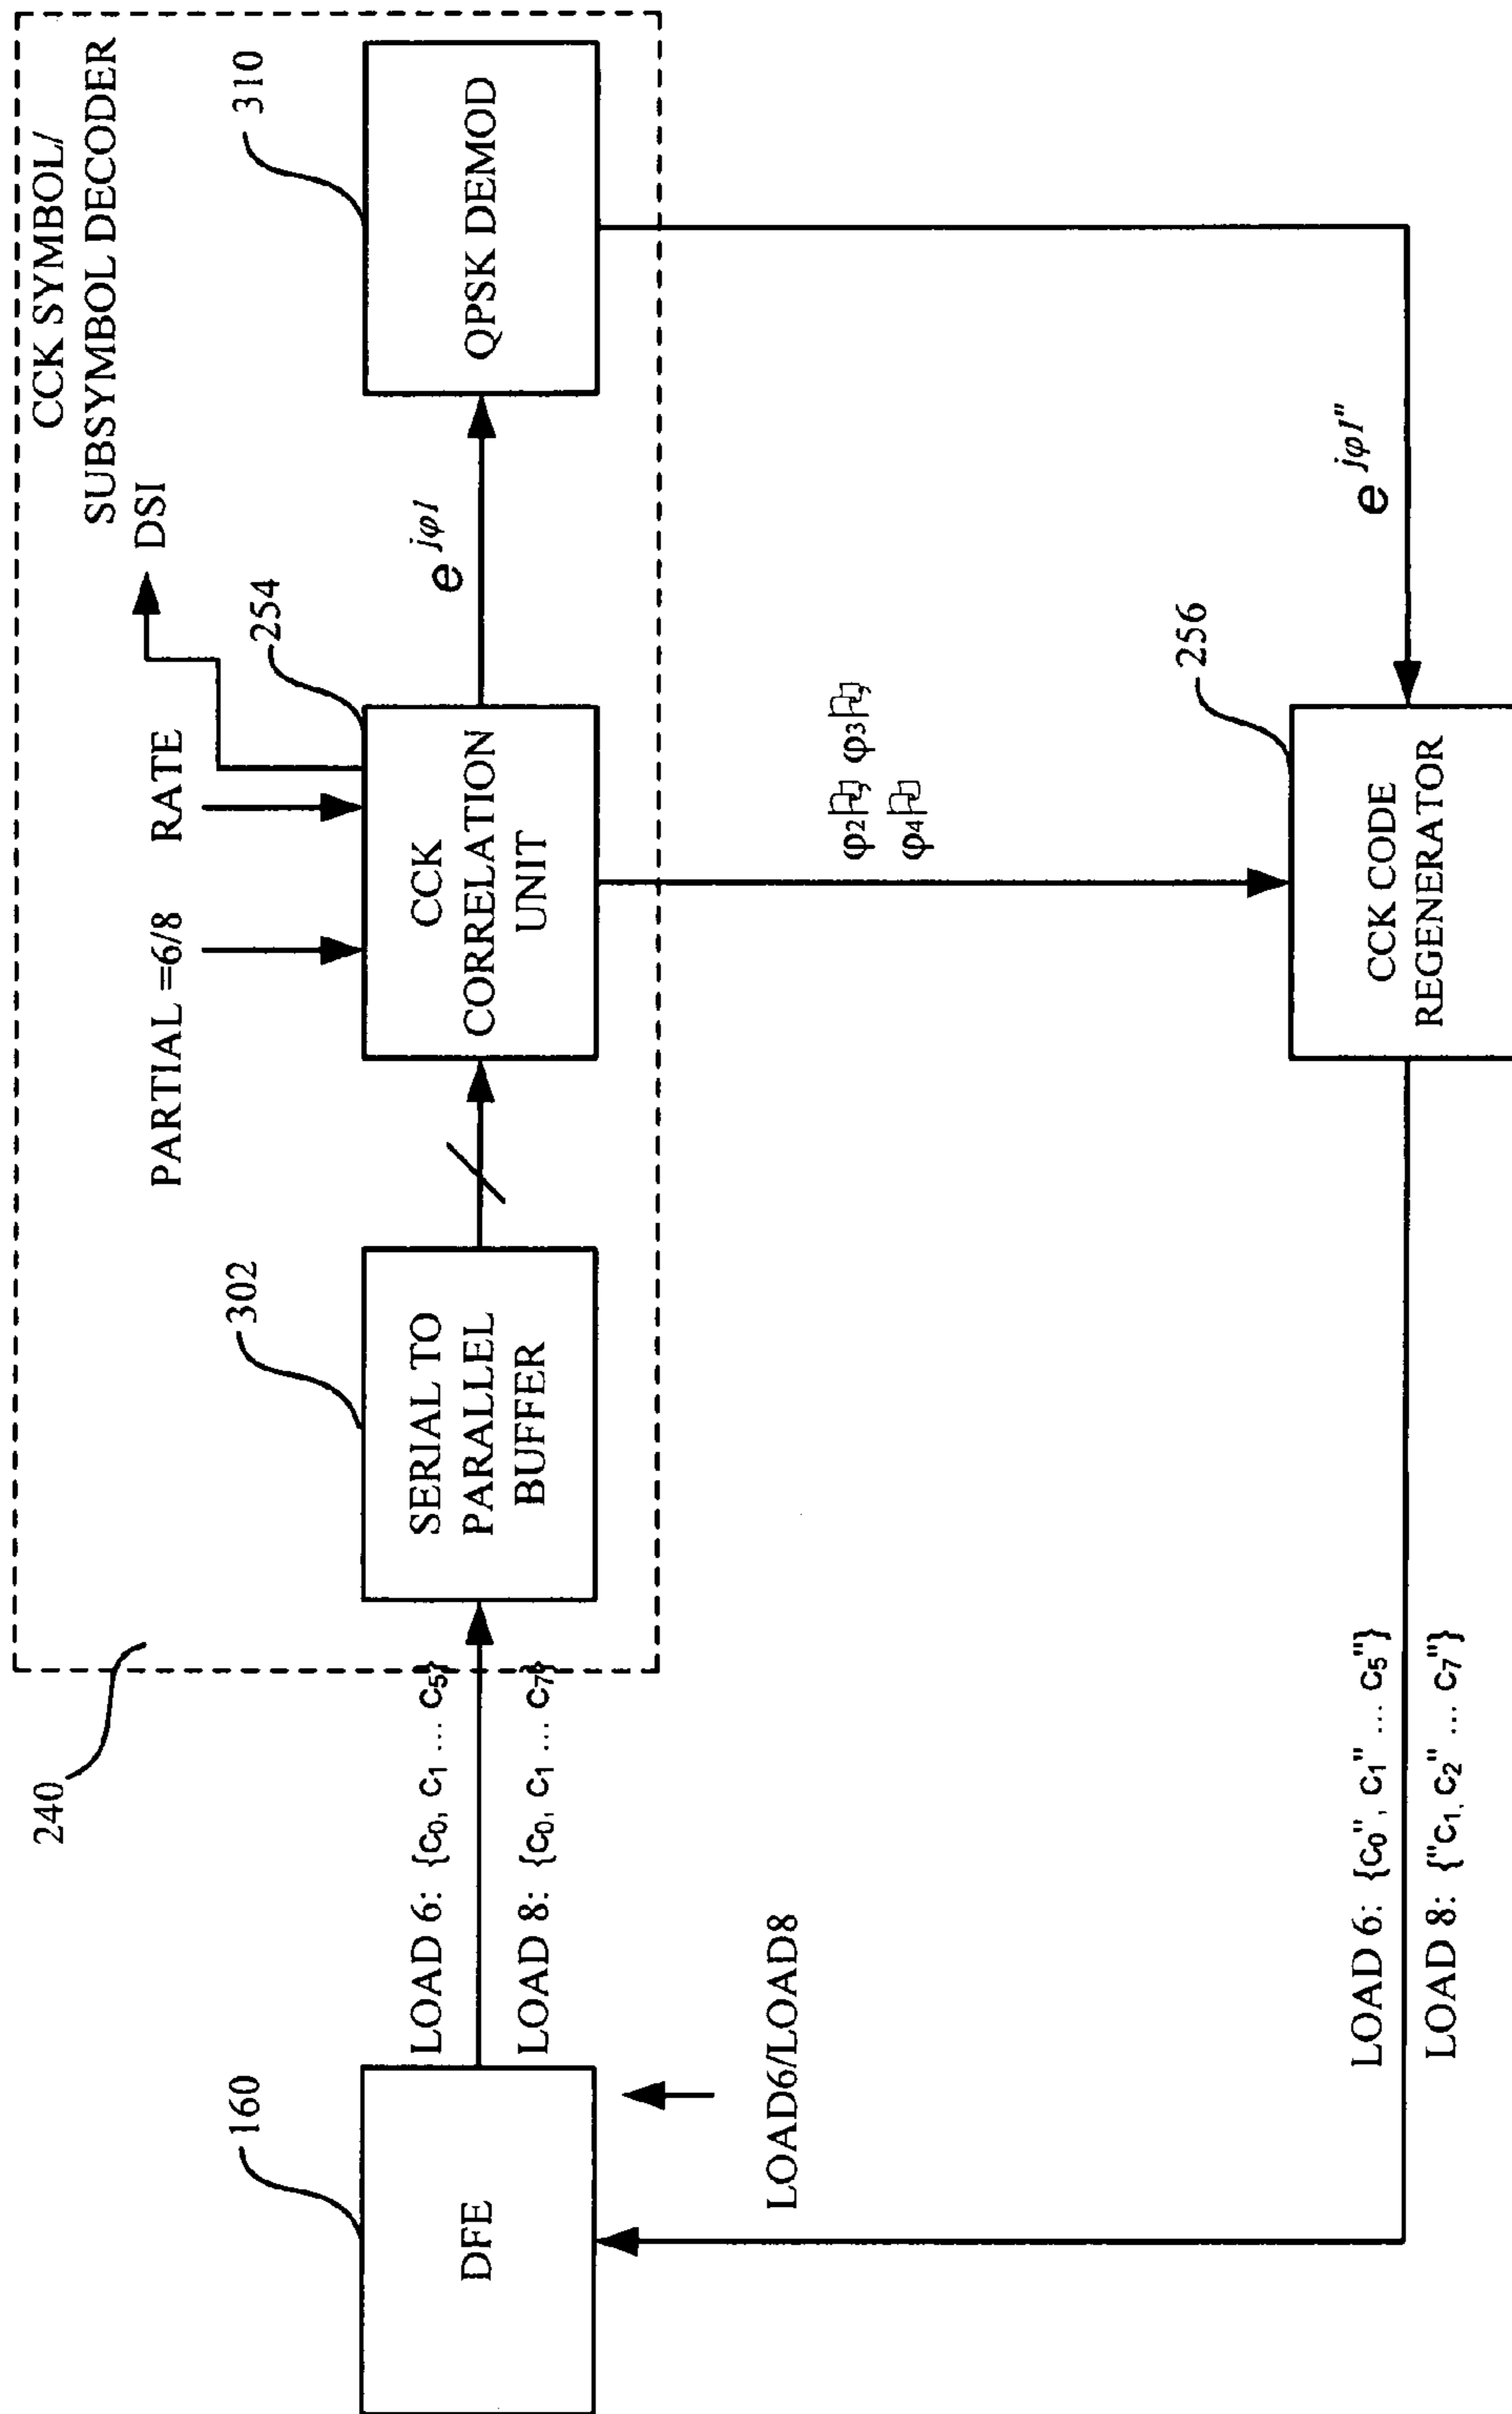 240
CCK SYMBOL/
SUBSYMBOL DECODER
PARTIAL =6/8
RATE
DSI
160
302
254
310
DFE
LOAD 6: {c₀, c₁ ... c₅}
LOAD 8: {c₀, c₁ ... c₇}
SERIAL TO
PARALLEL
BUFFER
CCK
CORRELATION
UNIT
e^jφ1
QPSK DEMOD
LOAD6/LOAD8
φ₂ φ₃
φ₄
256
e^jφ1"
LOAD 6: {c₀", c₁" ... c₅"}
LOAD 8: {"c₁, c₂" ... c₇"}
CCK CODE
REGENERATOR